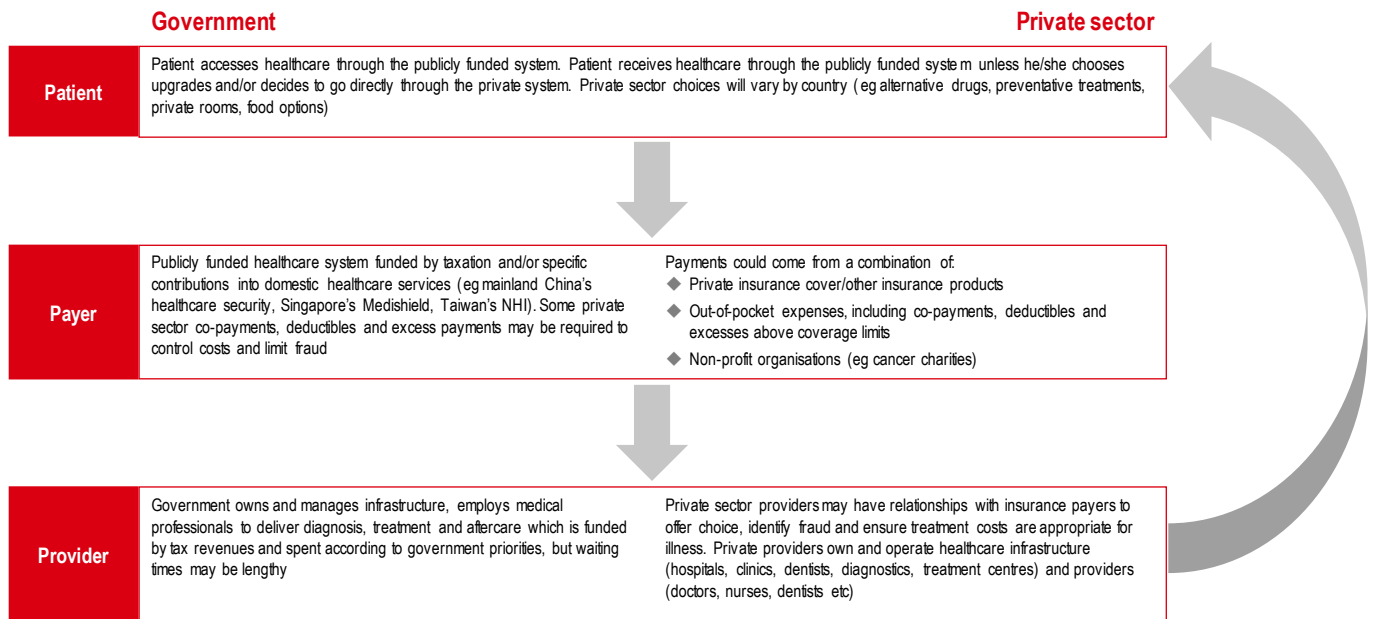 Government
Private sector
Patient
Patient accesses healthcare through the publicly funded system. Patient receives healthcare through the publicly funded system unless he/she chooses
upgrades and/or decides to go directly through the private system. Private sector choices will vary by country (eg alternative drugs, preventative treatments,
private rooms, food options)
Payer
Publicly funded healthcare system funded by taxation and/or specific
contributions into domestic healthcare services (eg mainland China's
healthcare security, Singapore's Medishield, Taiwan's NHI). Some private
sector co-payments, deductibles and excess payments may be required to
control costs and limit fraud
Payments could come from a combination of:
◆ Private insurance cover/other insurance products
◆ Out-of-pocket expenses, including co-payments, deductibles and
excesses above coverage limits
◆ Non-profit organisations (eg cancer charities)
Provider
Government owns and manages infrastructure, employs medical
professionals to deliver diagnosis, treatment and aftercare which is funded
by tax revenues and spent according to government priorities, but waiting
times may be lengthy
Private sector providers may have relationships with insurance payers to
offer choice, identify fraud and ensure treatment costs are appropriate for
illness. Private providers own and operate healthcare infrastructure
(hospitals, clinics, dentists, diagnostics, treatment centres) and providers
(doctors, nurses, dentists etc)